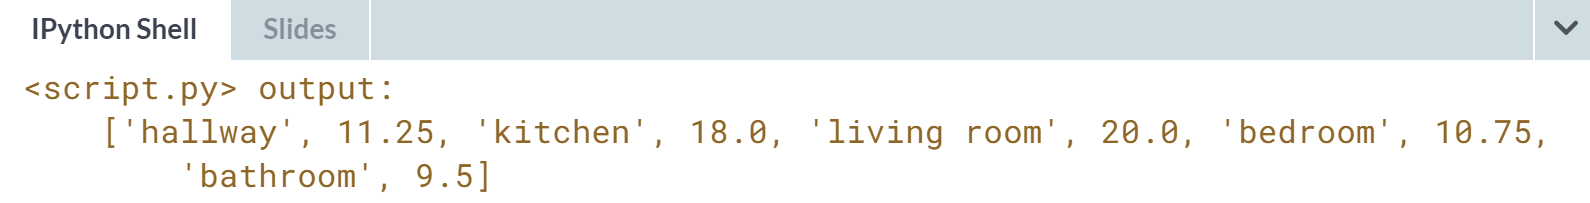 IPython Shell Slides
<script.py> output:
['hallway', 11.25, 'kitchen', 18.0, 'living room', 20.0, 'bedroom', 10.75,
'bathroom', 9.5]